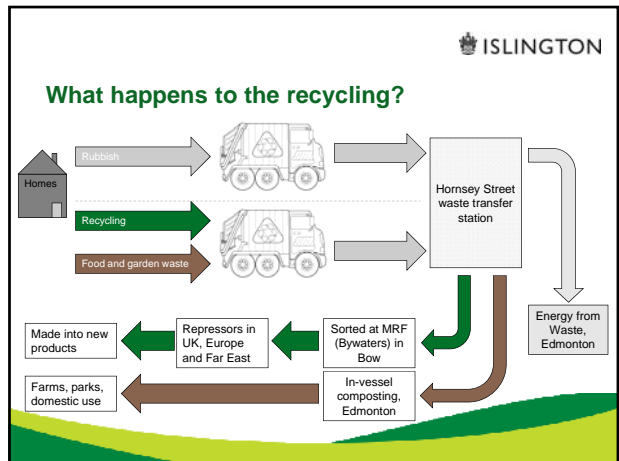 ISLINGTON
What happens to the recycling?
Rubbish
Homes
Recycling
Food and garden waste
Hornsey Street
waste transfer
station
Energy from
Waste,
Edmonton
Made into new
products
Repressors in
UK, Europe
and Far East
Sorted at MRF
(Bywaters) in
Bow
Farms, parks,
domestic use
In-vessel
composting,
Edmonton